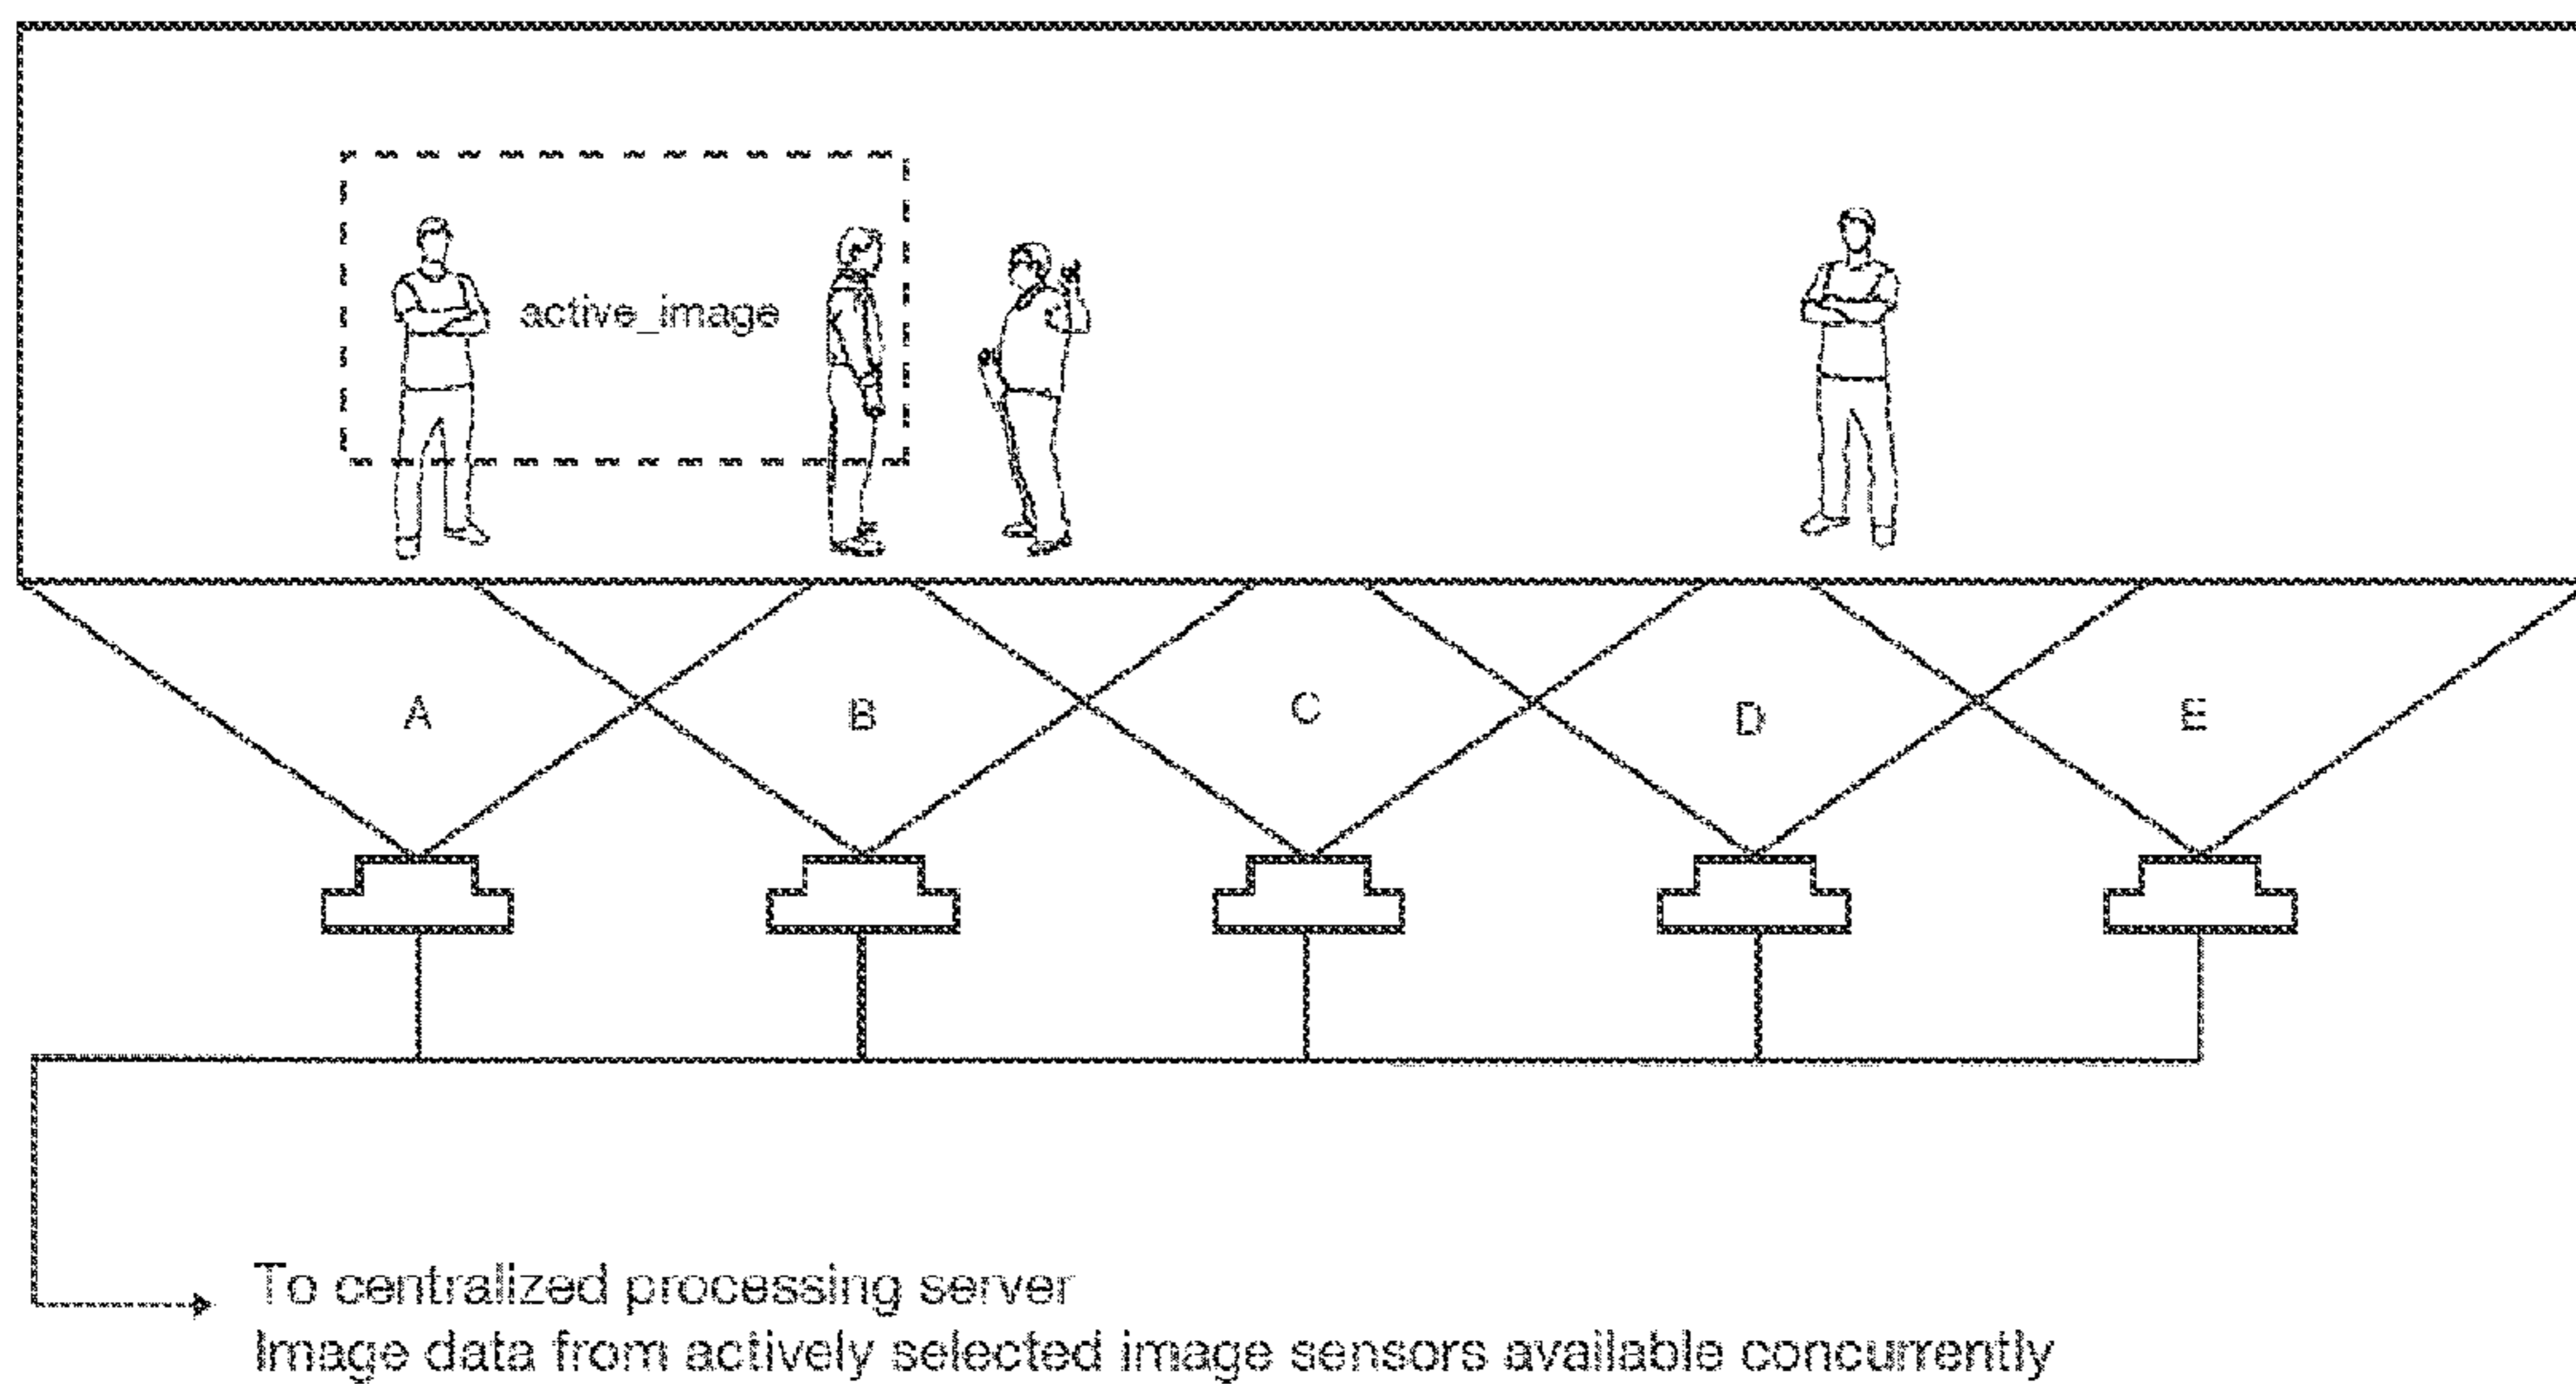 active_image
A B C D E
To centralized processing server
Image data from actively selected image sensors available concurrently